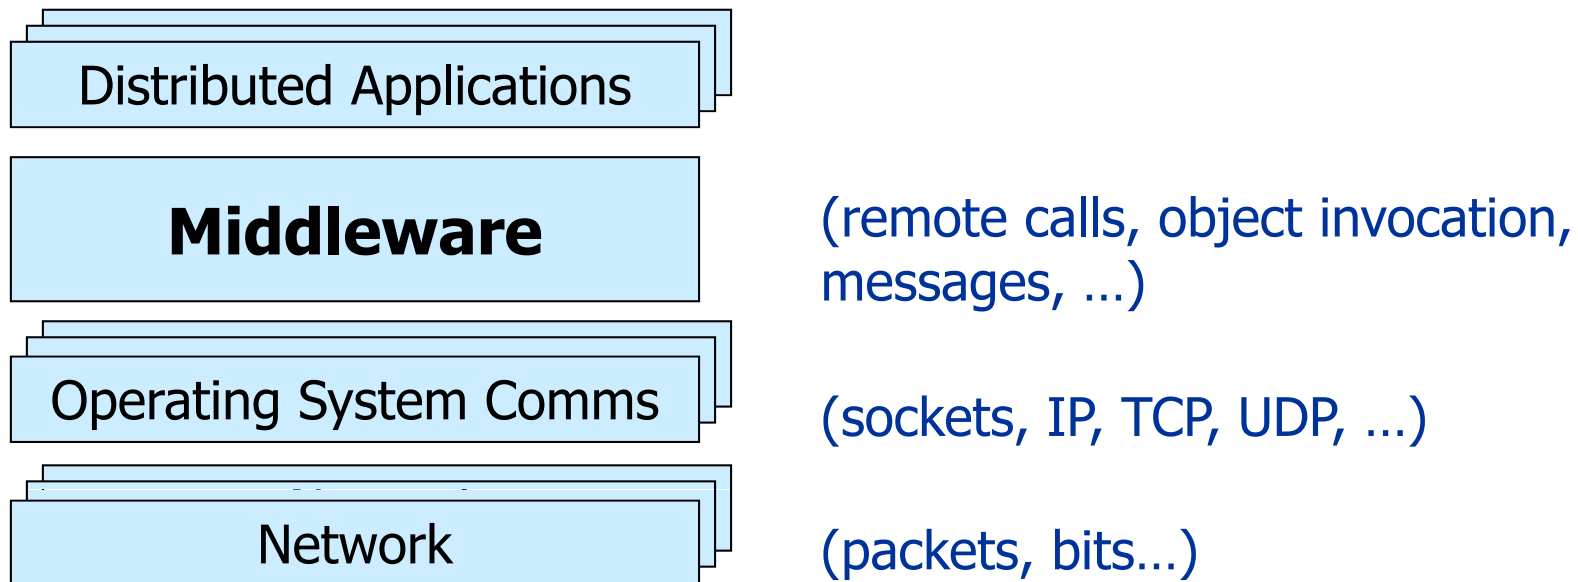 Distributed Applications
Middleware
(remote calls, object invocation,
messages, …)
Operating System Comms
(sockets, IP, TCP, UDP, …)
Network
(packets, bits…)